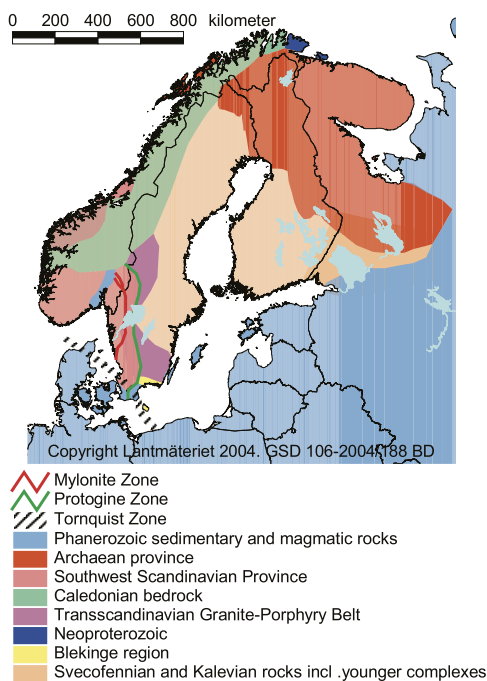 0 200 400 600 800 kilometer
Copyright Lantmäteriet 2004. GSD 106-2004/188 BD
Mylonite Zone
Protogine Zone
Tornquist Zone
Phanerozoic sedimentary and magmatic rocks
Archaean province
Southwest Scandinavian Province
Caledonian bedrock
Transscandinavian Granite-Porphyry Belt
Neoproterozoic
Blekinge region
Svecofennian and Kalevian rocks incl .younger complexes